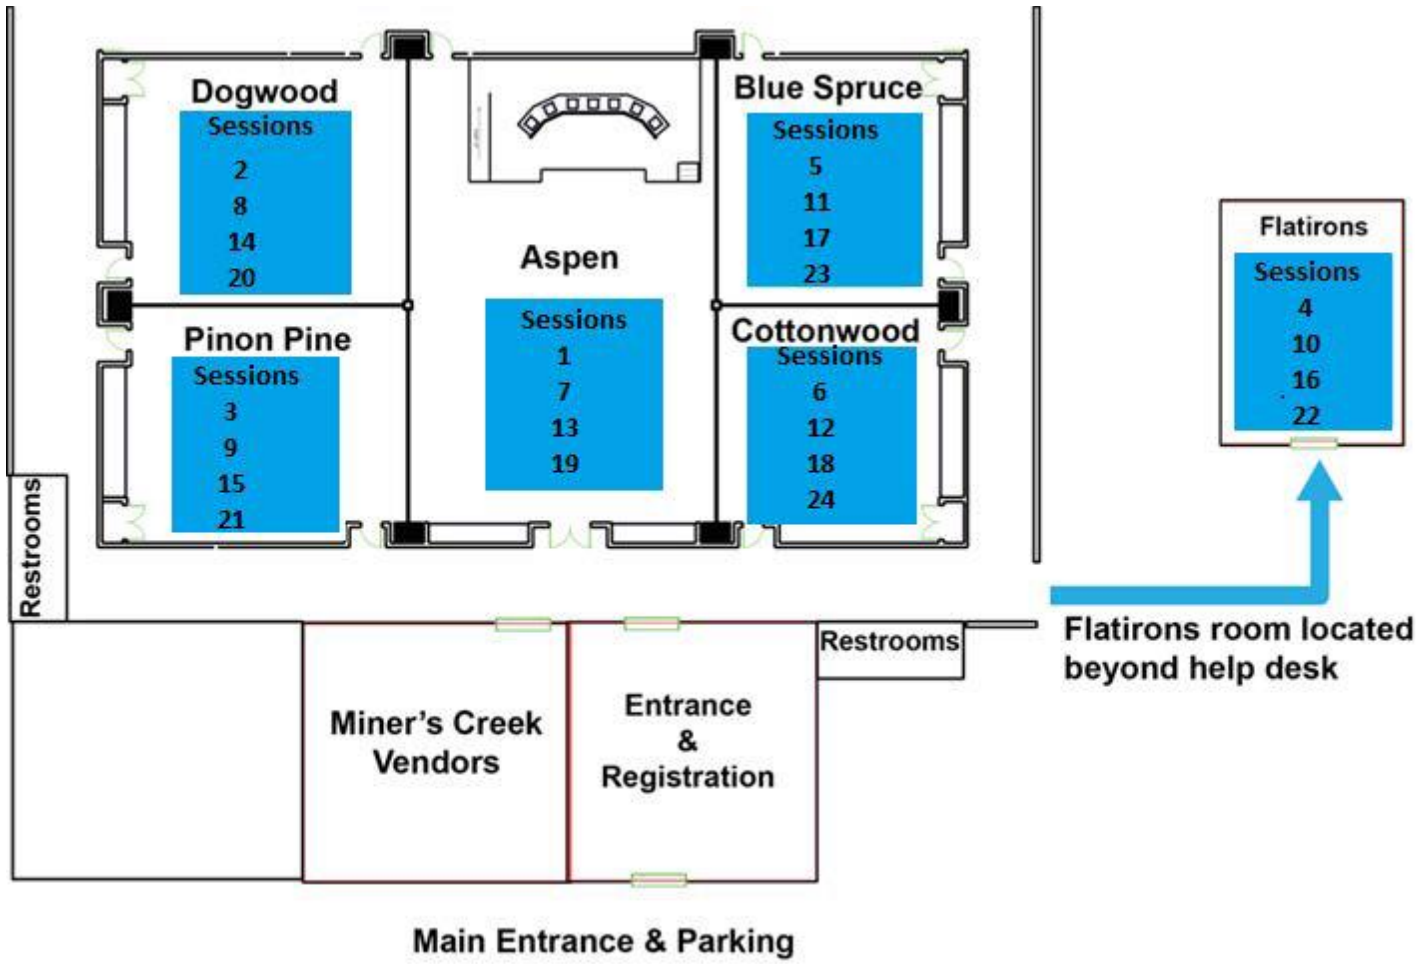 Dogwood
Sessions
2
8
14
20
Blue Spruce
Sessions
5
11
17
23
Aspen
Sessions
1
7
13
19
Pinon Pine
Sessions
3
9
15
21
Cottonwood
Sessions
6
12
18
24
Flatirons
Sessions
4
10
16
22
Restrooms
Flatirons room located
beyond help desk
Restrooms
Miner's Creek
Vendors
Entrance
&
Registration
Main Entrance & Parking